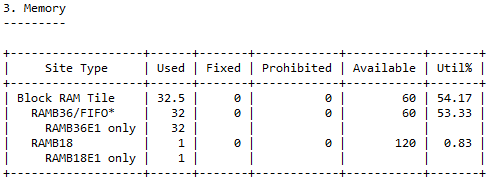 3. Memory
---------
+-------------------+------+-------+------------+-----------+-------+
|     Site Type     | Used | Fixed | Prohibited | Available | Util% |
+-------------------+------+-------+------------+-----------+-------+
| Block RAM Tile    | 32.5 |     0 |          0 |        60 | 54.17 |
|   RAMB36/FIFO*    |   32 |     0 |          0 |        60 | 53.33 |
|     RAMB36E1 only |   32 |       |            |           |       |
|   RAMB18          |    1 |     0 |          0 |       120 |  0.83 |
|     RAMB18E1 only |    1 |       |            |           |       |
+-------------------+------+-------+------------+-----------+-------+